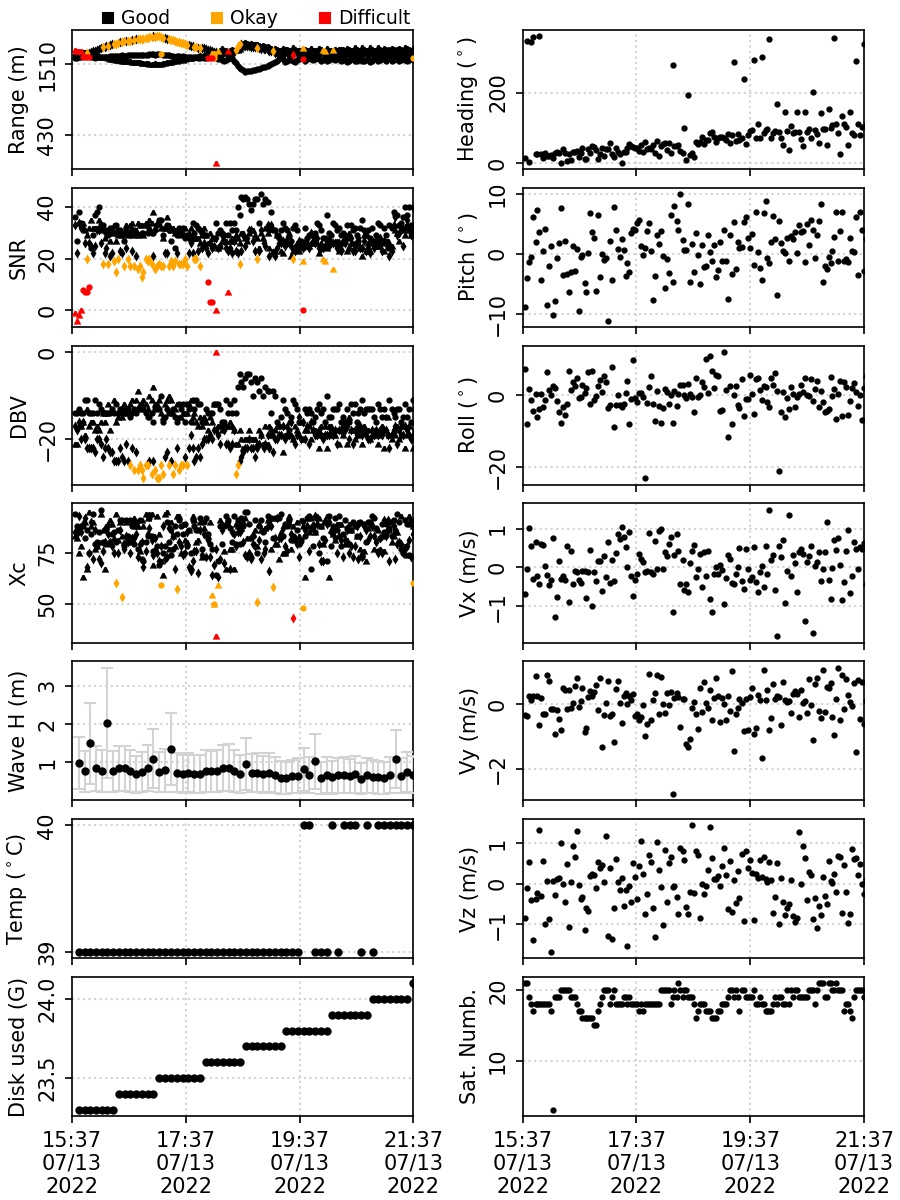 Good Okay Difficult
Range (m)
1510
430
Heading (°)
200
0
SNR
40
20
0
Pitch (°)
10
0
−10
DBV
0
−20
Roll (°)
0
−20
Xc
75
50
Vx (m/s)
1
0
−1
Wave H (m)
3
2
1
Vy (m/s)
0
−2
Temp (°C)
40
39
Vz (m/s)
1
0
−1
Disk used (G)
24.0
23.5
Sat. Numb.
20
10
15:37 17:37 19:37 21:37
07/13 07/13 07/13 07/13
2022 2022 2022 2022
15:37 17:37 19:37 21:37
07/13 07/13 07/13 07/13
2022 2022 2022 2022